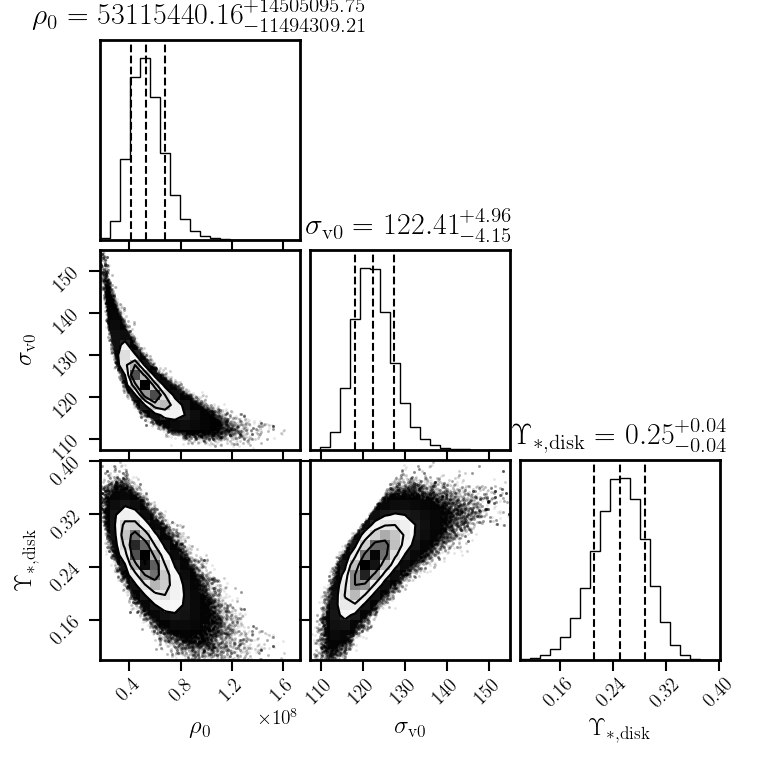 ρ₀ = 53115440.16⁺¹⁴⁵⁰⁵⁰⁹⁵·⁷⁵₋₁₁₄₉₄₃₀₉.₂₁
σᵥ₀ = 122.41⁺⁴·⁹⁶₋₄.₁₅
150
140
130
120
110
σᵥ₀
ϒ*,disk = 0.25⁺⁰·⁰⁴₋₀.₀₄
0.40
0.32
0.24
0.16
ϒ*,disk
0.4 0.8 1.2 1.6
×10⁸
ρ₀
110 120 130 140 150
σᵥ₀
0.16 0.24 0.32 0.40
ϒ*,disk